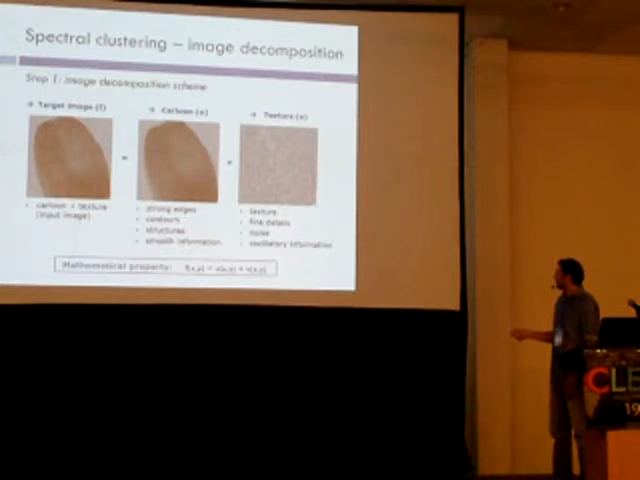 Spectral clustering – image decomposition
Step 1: image decomposition scheme
Target Image (f)
Cartoon (u)
Texture (v)
=
+
cartoon + texture
(input image)
strong edges
contours
structures
smooth information
texture
fine details
noise
oscillatory information
Mathematical property: f(x,y) = u(x,y) + v(x,y)
CLE
19